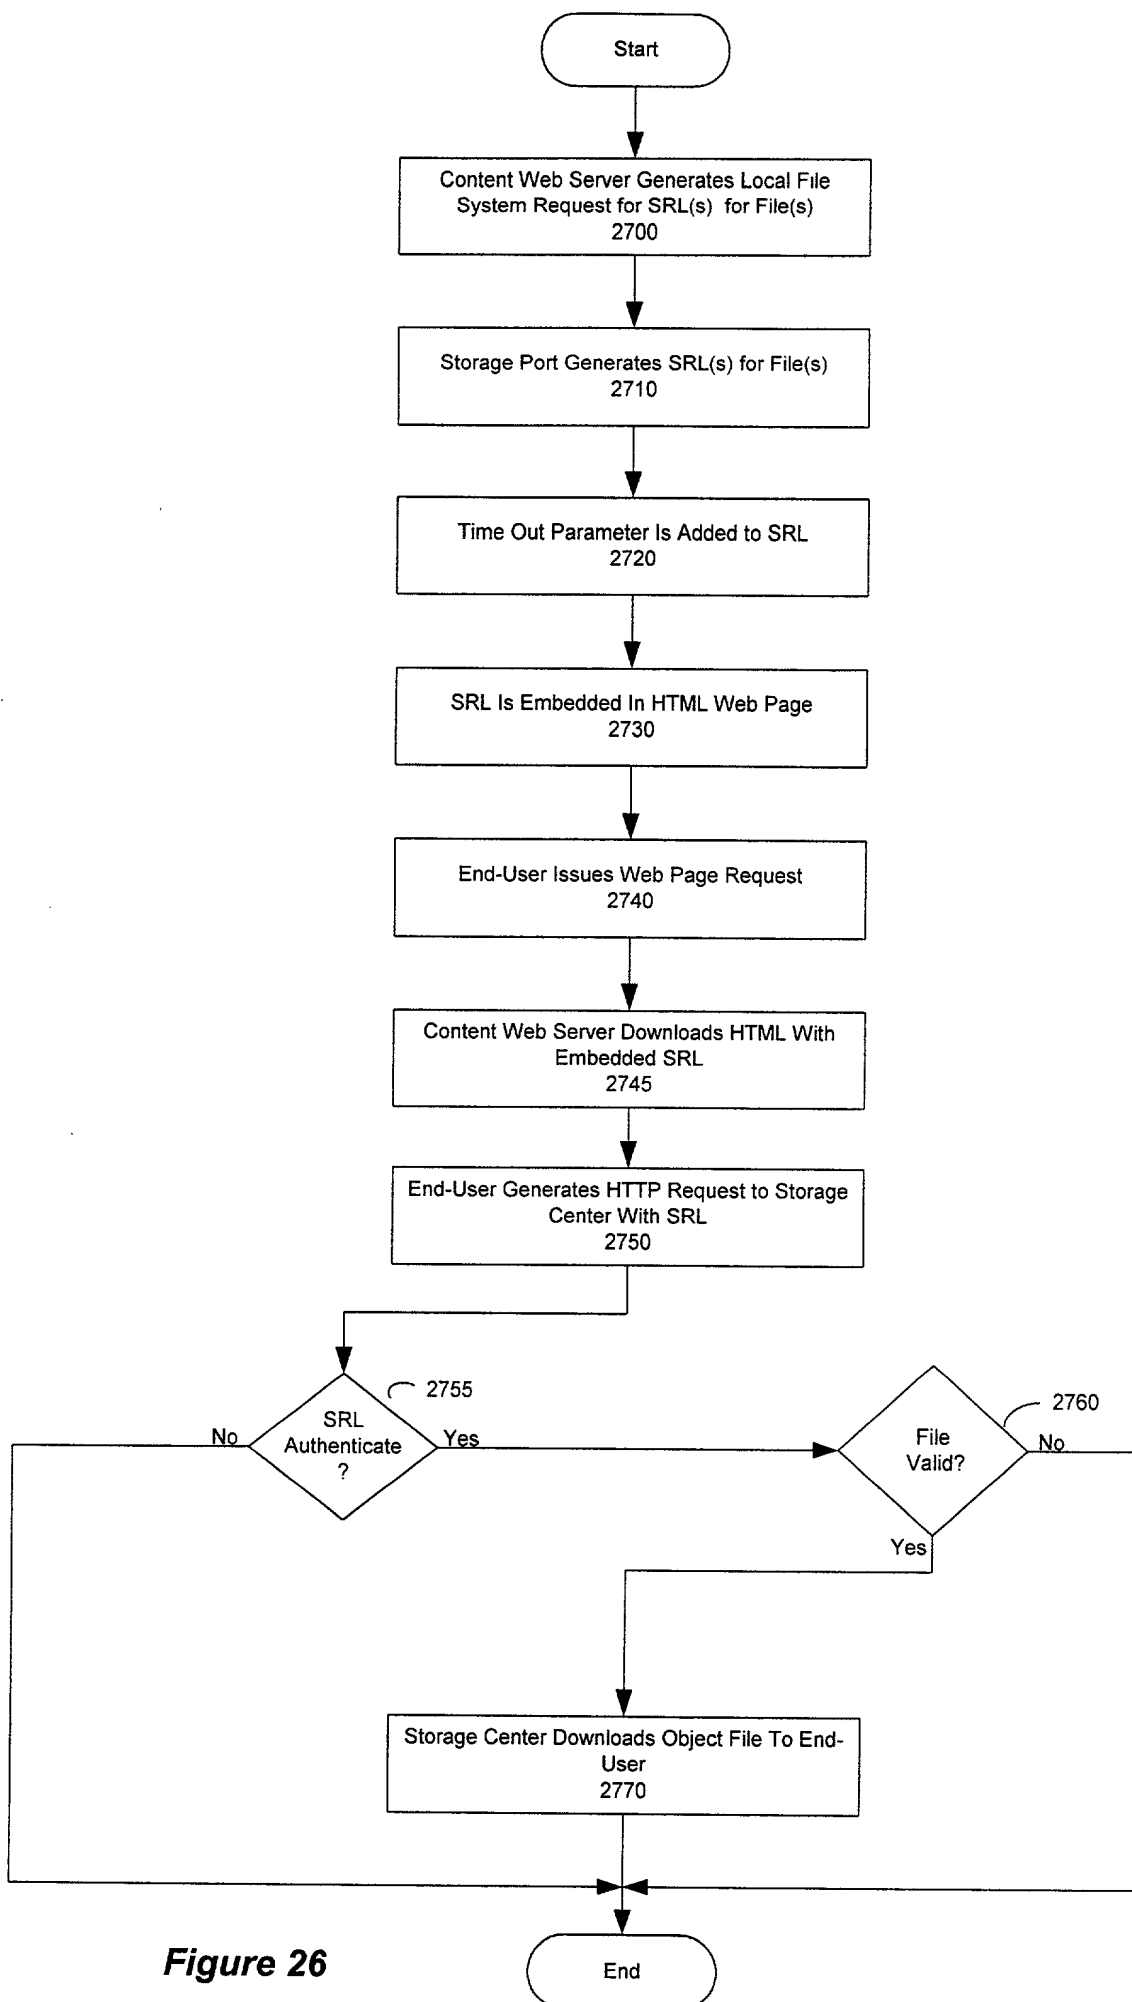 Start
Content Web Server Generates Local File
System Request for SRL(s) for File(s)
2700
Storage Port Generates SRL(s) for File(s)
2710
Time Out Parameter Is Added to SRL
2720
SRL Is Embedded In HTML Web Page
2730
End-User Issues Web Page Request
2740
Content Web Server Downloads HTML With
Embedded SRL
2745
End-User Generates HTTP Request to Storage
Center With SRL
2750
2755
SRL
Authenticate
?
No
Yes
2760
File
Valid?
No
Yes
Storage Center Downloads Object File To End-
User
2770
End
Figure 26